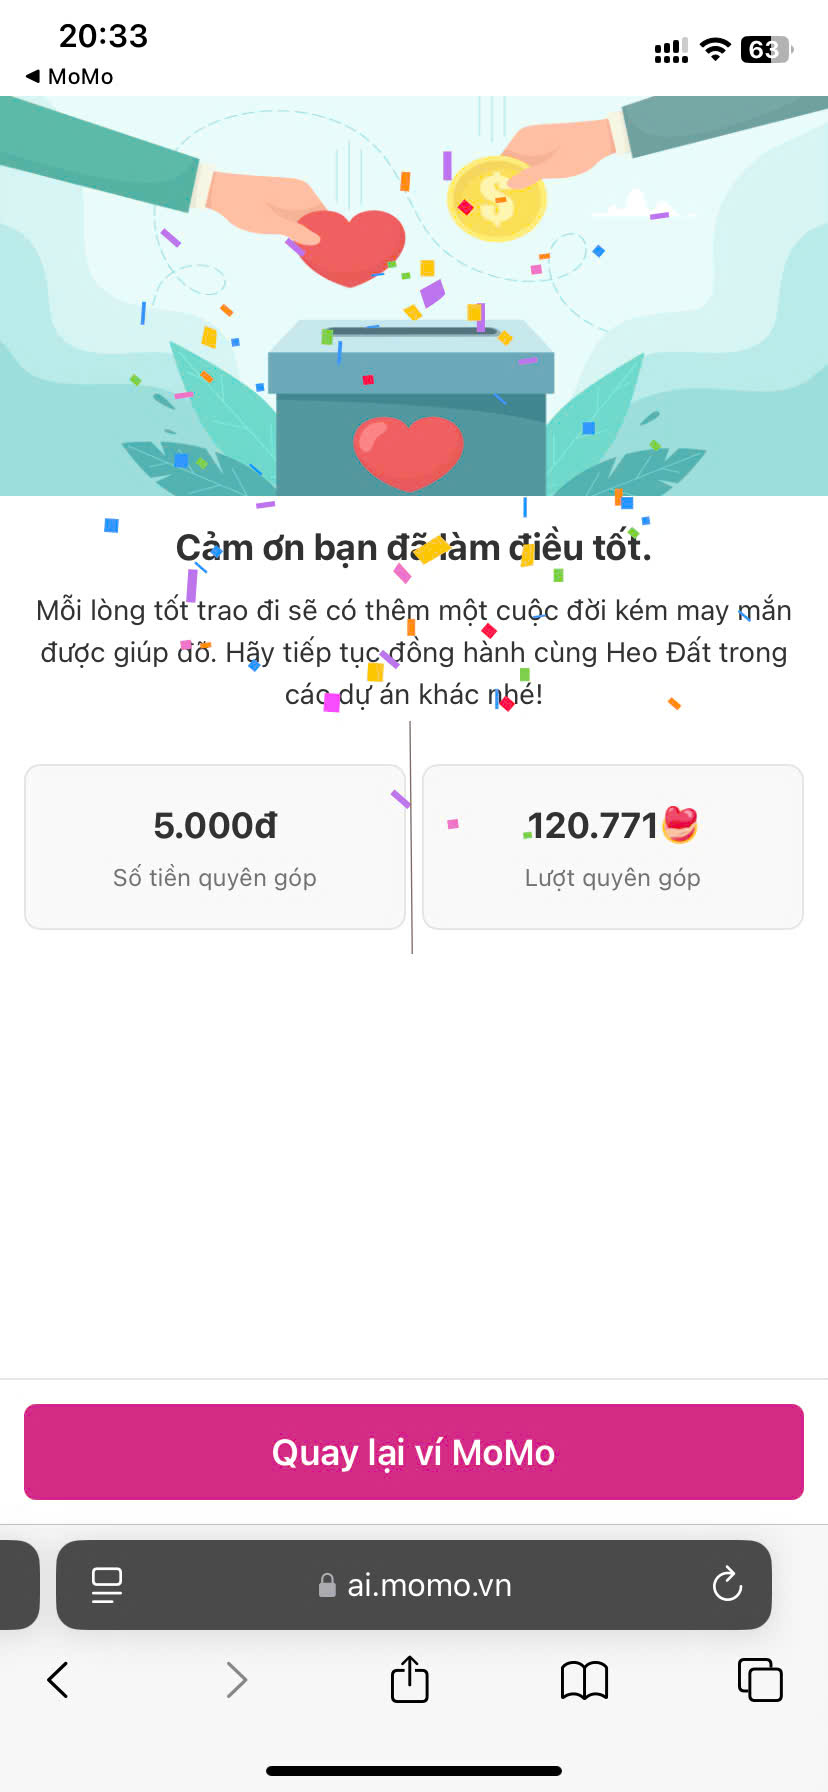 20:33
◀ MoMo
63
$
Cảm ơn bạn đã làm điều tốt.
Mỗi lòng tốt trao đi sẽ có thêm một cuộc đời kém may mắn
được giúp đỡ. Hãy tiếp tục đồng hành cùng Heo Đất trong
các dự án khác nhé!
5.000đ
120.771
Số tiền quyên góp
Lượt quyên góp
Quay lại ví MoMo
ai.momo.vn